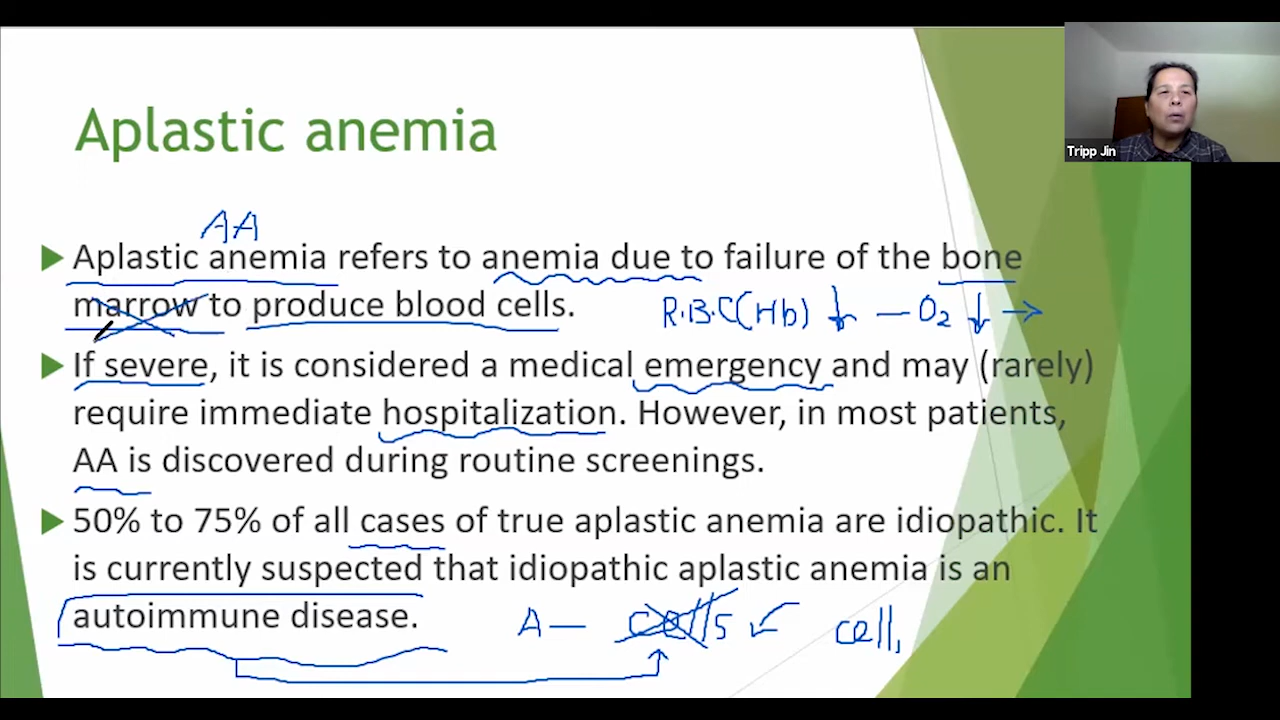 Tripp Jin
Aplastic anemia
AA
Aplastic anemia refers to anemia due to failure of the bone
marrow to produce blood cells.
R.B.C(Hb) ↓ — O₂ ↓ →
If severe, it is considered a medical emergency and may (rarely)
require immediate hospitalization. However, in most patients,
AA is discovered during routine screenings.
50% to 75% of all cases of true aplastic anemia are idiopathic. It
is currently suspected that idiopathic aplastic anemia is an
autoimmune disease.
A — cells cell,